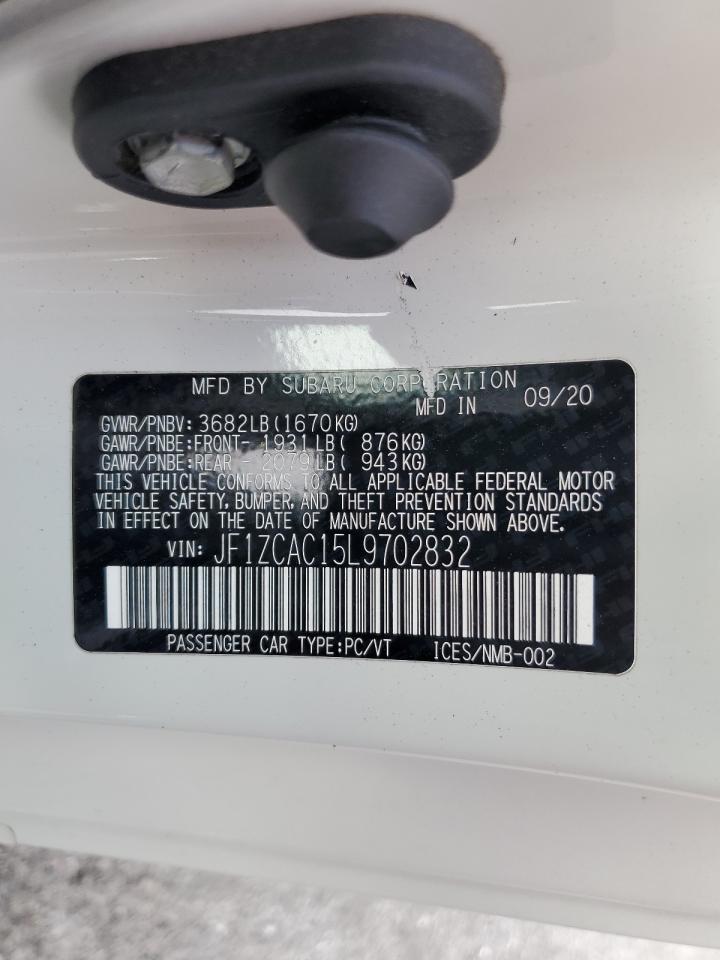 MFD BY SUBARU CORPORATION
MFD IN 09/20
GVWR/PNBV: 3682LB(1670KG)
GAWR/PNBE:FRONT- 1931LB( 876KG)
GAWR/PNBE:REAR - 2079LB( 943KG)
THIS VEHICLE CONFORMS TO ALL APPLICABLE FEDERAL MOTOR
VEHICLE SAFETY, BUMPER, AND THEFT PREVENTION STANDARDS
IN EFFECT ON THE DATE OF MANUFACTURE SHOWN ABOVE.
VIN: JF1ZCAC15L9702832
PASSENGER CAR TYPE:PC/VT ICES/NMB-002